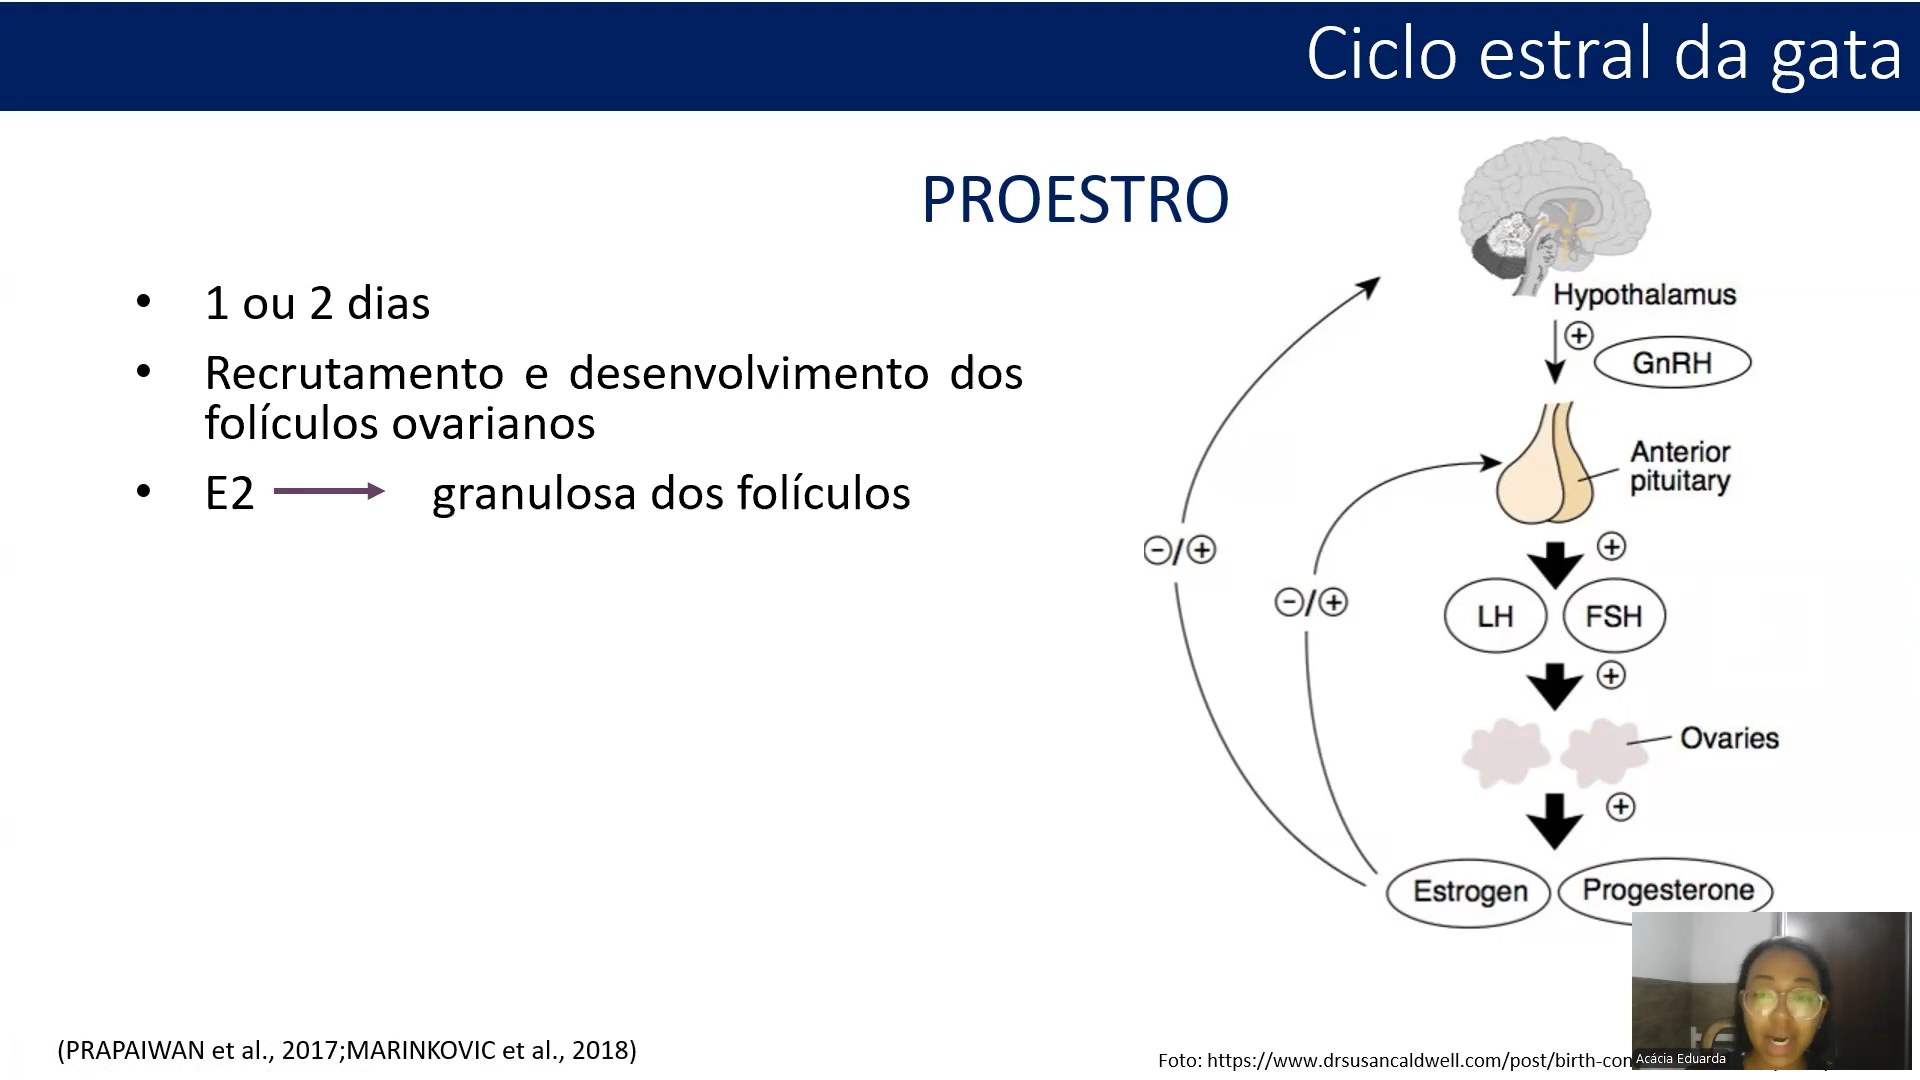 Ciclo estral da gata
PROESTRO
• 1 ou 2 dias
• Recrutamento e desenvolvimento dos
folículos ovarianos
• E2 granulosa dos folículos
Hypothalamus
+
GnRH
Anterior
pituitary
−/+
−/+
+
LH FSH
+
Ovaries
+
Estrogen Progesterone
(PRAPAIWAN et al., 2017;MARINKOVIC et al., 2018)
Foto: https://www.drsusancaldwell.com/post/birth-con
Acácia Eduarda